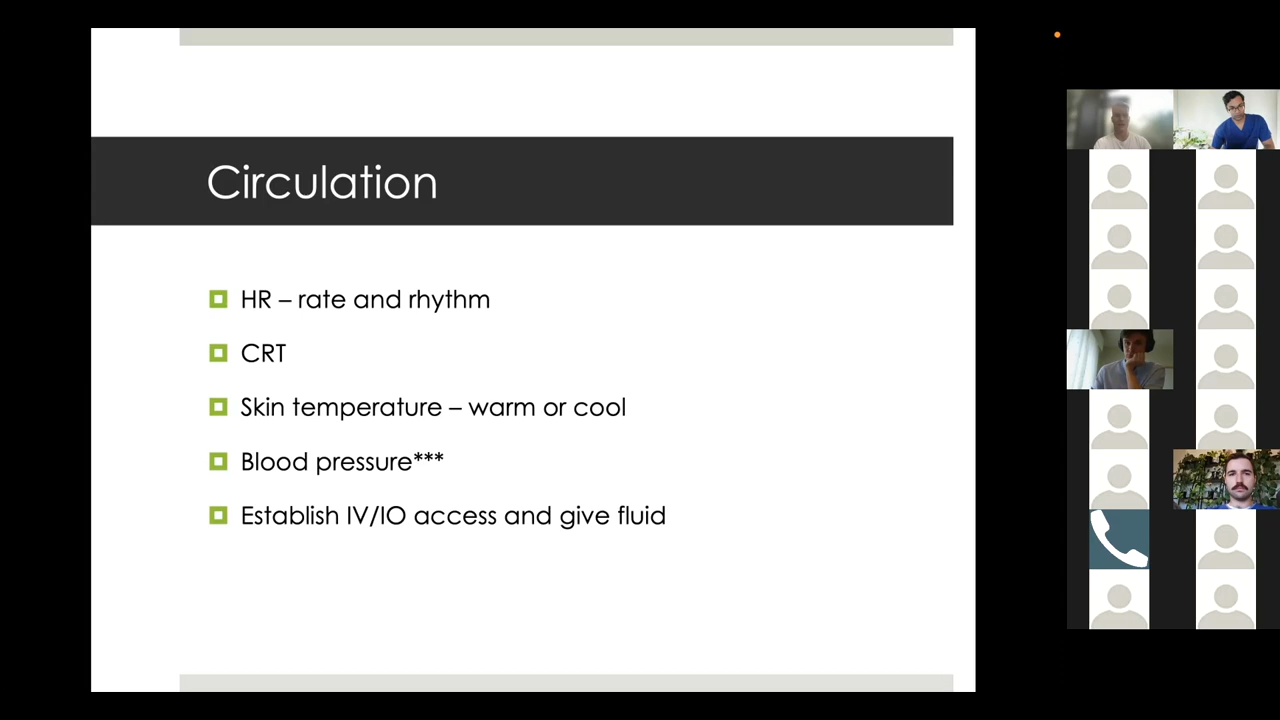 Circulation
HR – rate and rhythm
CRT
Skin temperature – warm or cool
Blood pressure***
Establish IV/IO access and give fluid